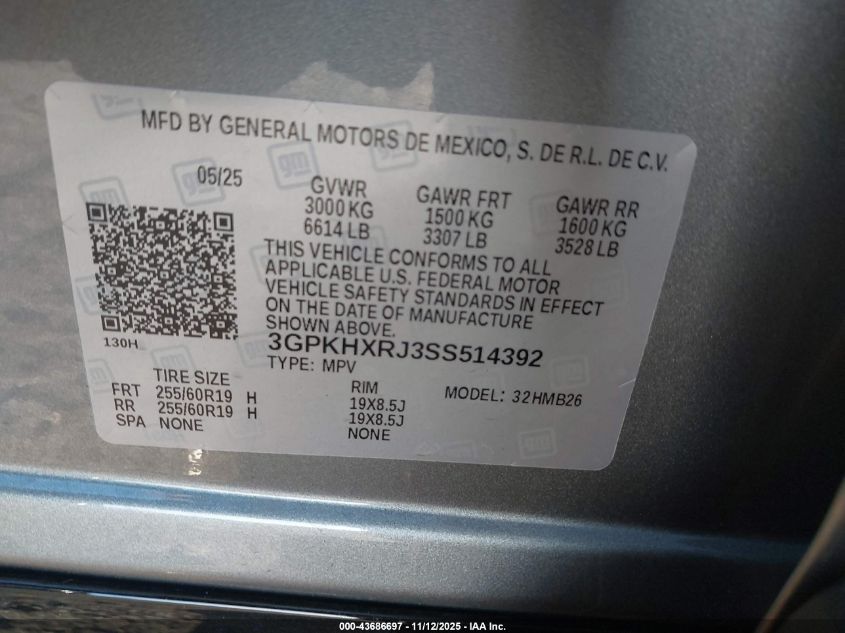 MFD BY GENERAL MOTORS DE MEXICO, S. DE R.L. DE C.V.
05/25
GVWR
3000 KG
6614 LB
GAWR FRT
1500 KG
3307 LB
GAWR RR
1600 KG
3528 LB
THIS VEHICLE CONFORMS TO ALL
APPLICABLE U.S. FEDERAL MOTOR
VEHICLE SAFETY STANDARDS IN EFFECT
ON THE DATE OF MANUFACTURE
SHOWN ABOVE.
130H
3GPKHXRJ3SS514392
TYPE: MPV
MODEL: 32HMB26
TIRE SIZE RIM
FRT 255/60R19 H 19X8.5J
RR 255/60R19 H 19X8.5J
SPA NONE NONE
gm
000-43686697 - 11/12/2025 - IAA Inc.